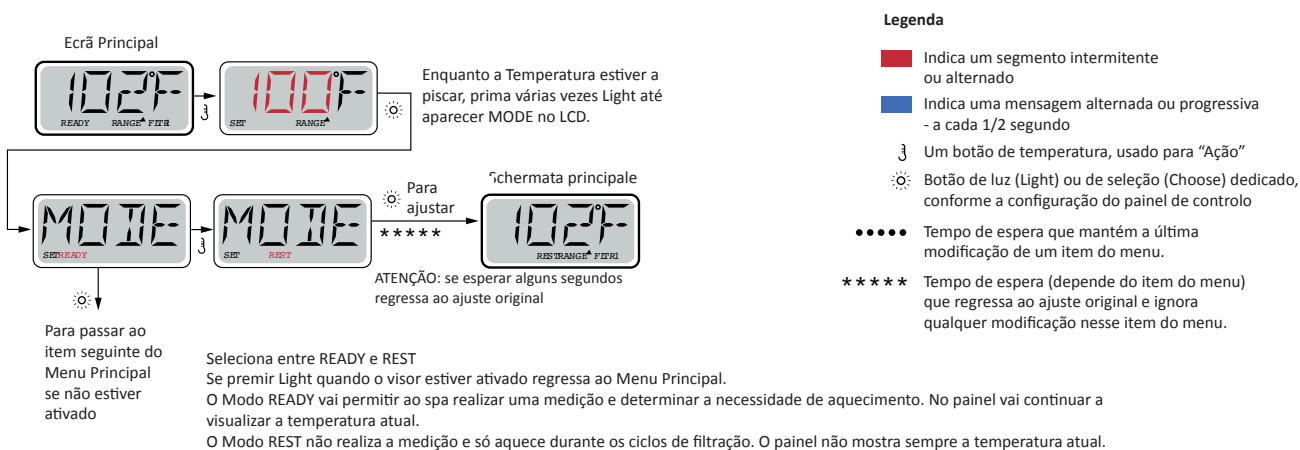 Ecrã Principal
102°F
READY RANGE FITR1
100°F
SET RANGE
Enquanto a Temperatura estiver a
piscar, prima várias vezes Light até
aparecer MODE no LCD.
MODE
SET READY
MODE
SET REST
Para
ajustar
*****
Schermata principale
102°F
REST RANGE FITR1
ATENÇÃO: se esperar alguns segundos
regressa ao ajuste original
Para passar ao
item seguinte do
Menu Principal
se não estiver
ativado
Seleciona entre READY e REST
Se premir Light quando o visor estiver ativado regressa ao Menu Principal.
O Modo READY vai permitir ao spa realizar uma medição e determinar a necessidade de aquecimento. No painel vai continuar a
visualizar a temperatura atual.
O Modo REST não realiza a medição e só aquece durante os ciclos de filtração. O painel não mostra sempre a temperatura atual.
Legenda
Indica um segmento intermitente
ou alternado
Indica uma mensagem alternada ou progressiva
- a cada 1/2 segundo
Um botão de temperatura, usado para “Ação”
Botão de luz (Light) ou de seleção (Choose) dedicado,
conforme a configuração do painel de controlo
••••• Tempo de espera que mantém a última
modificação de um item do menu.
***** Tempo de espera (depende do item do menu)
que regressa ao ajuste original e ignora
qualquer modificação nesse item do menu.